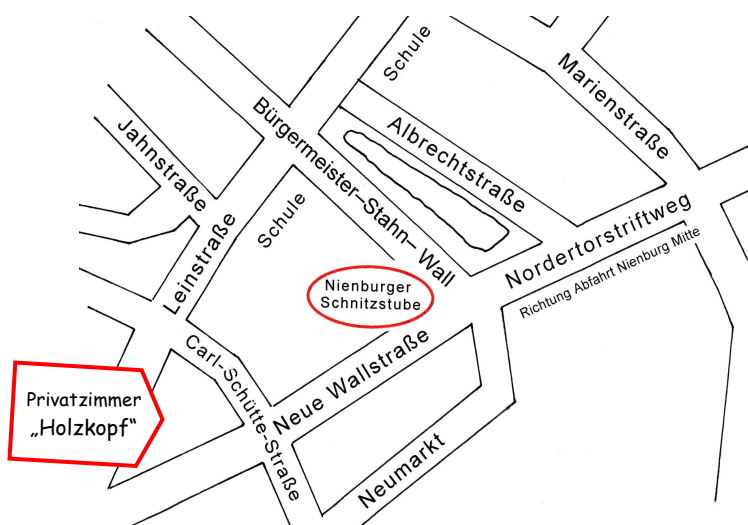 Schule
Marienstraße
Bürgermeister–Stahn– Wall
Albrechtstraße
Jahnstraße
Schule
Leinstraße
Nordertorstriftweg
Richtung Abfahrt Nienburg Mitte
Nienburger
Schnitzstube
Carl-Schütte-Straße
Neue Wallstraße
Privatzimmer
„Holzkopf“
Neumarkt